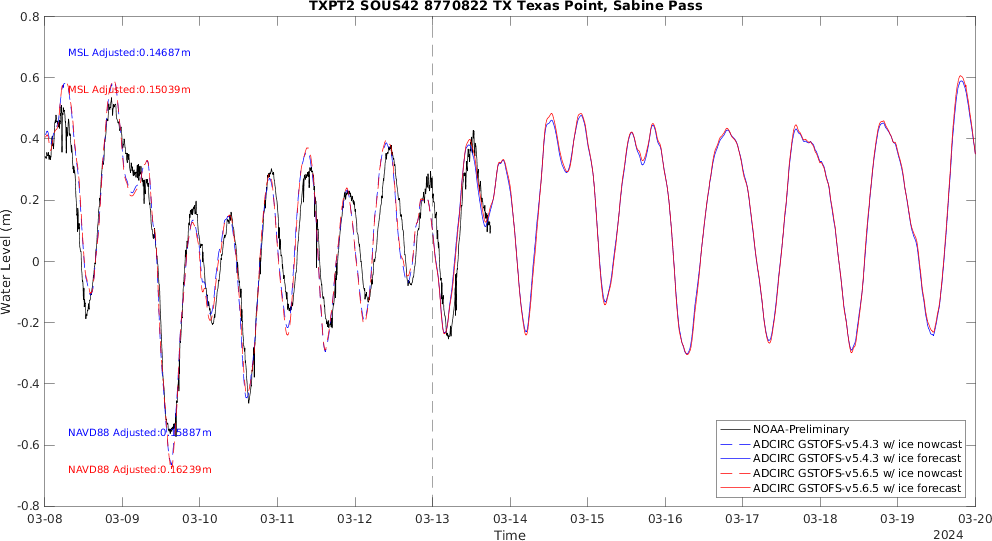 TXPT2 SOUS42 8770822 TX Texas Point, Sabine Pass
MSL Adjusted:0.14687m
MSL Adjusted:0.15039m
NAVD88 Adjusted:0.15887m
NAVD88 Adjusted:0.16239m
Water Level (m)
0.8
0.6
0.4
0.2
0
-0.2
-0.4
-0.6
-0.8
NOAA-Preliminary
ADCIRC GSTOFS-v5.4.3 w/ ice nowcast
ADCIRC GSTOFS-v5.4.3 w/ ice forecast
ADCIRC GSTOFS-v5.6.5 w/ ice nowcast
ADCIRC GSTOFS-v5.6.5 w/ ice forecast
03-08 03-09 03-10 03-11 03-12 03-13 03-14 03-15 03-16 03-17 03-18 03-19 03-20
Time
2024